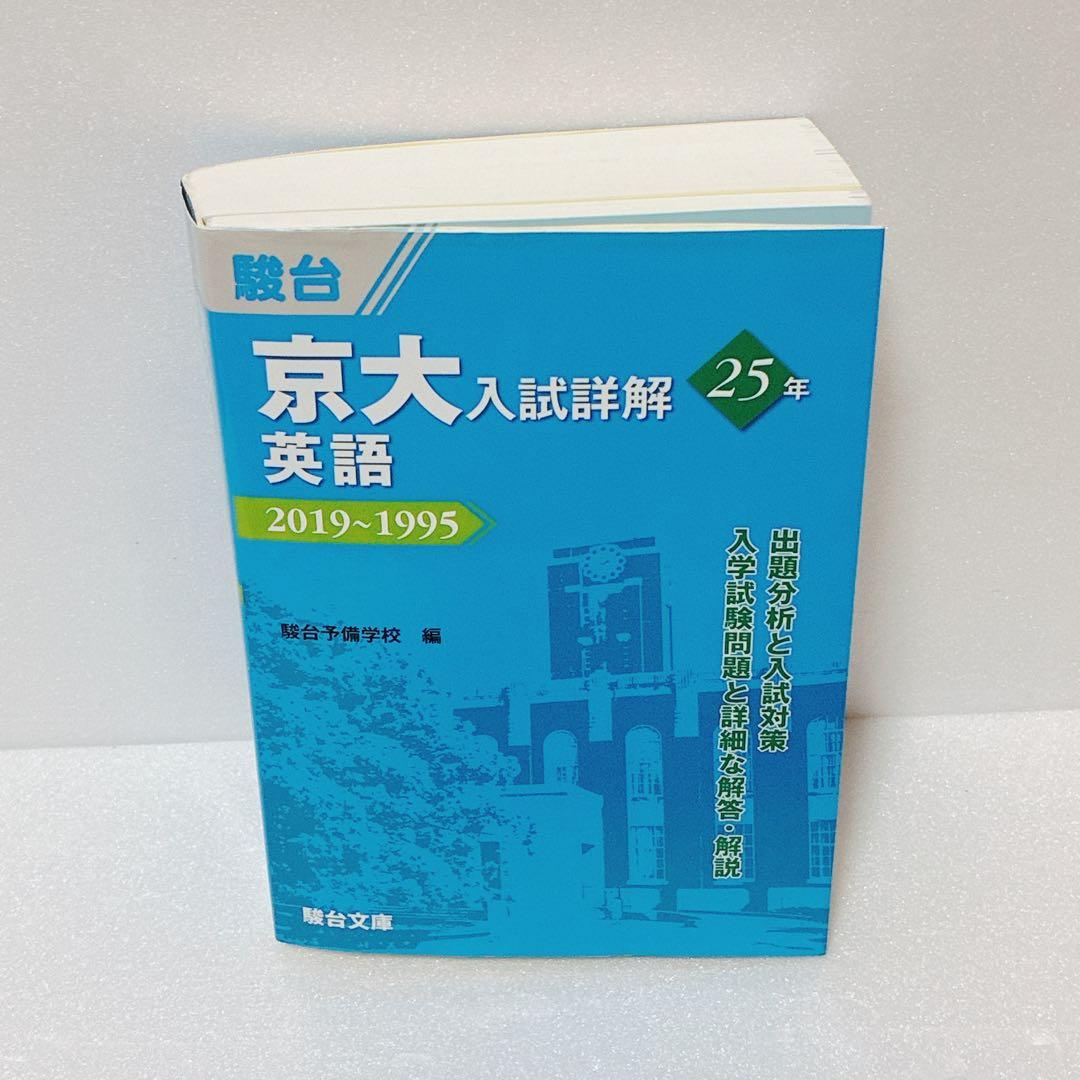 駿台
京大入試詳解 25年
英語
2019~1995
駿台予備学校 編
出題分析と入試対策
入学試験問題と詳細な解答・解説
駿台文庫